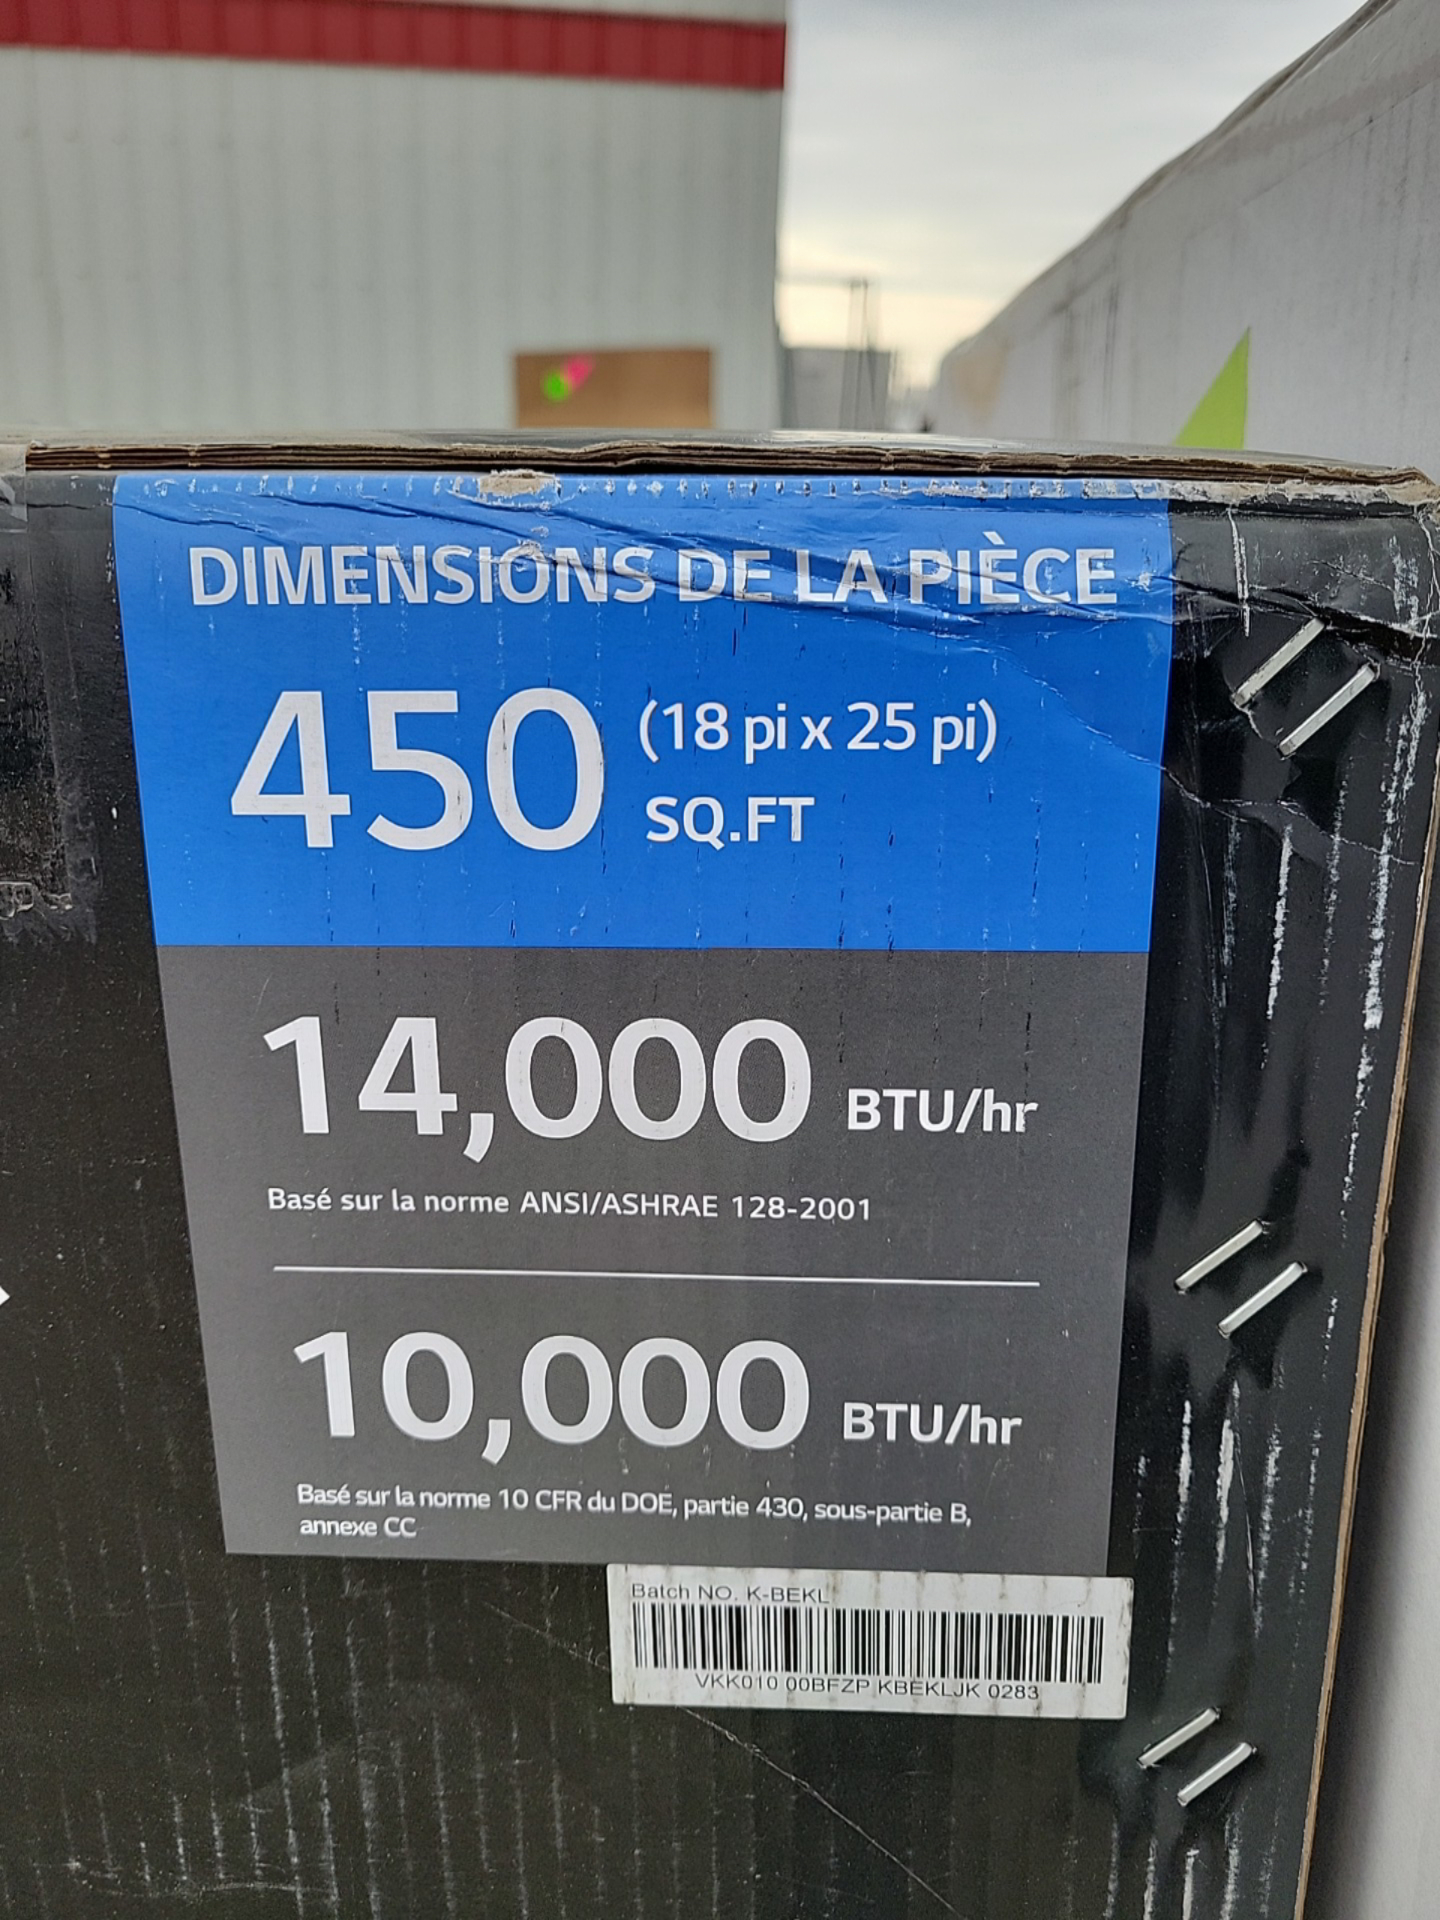 DIMENSIONS DE LA PIÈCE
450 (18 pi x 25 pi)
SQ.FT
14,000 BTU/hr
Basé sur la norme ANSI/ASHRAE 128-2001
10,000 BTU/hr
Basé sur la norme 10 CFR du DOE, partie 430, sous-partie B,
annexe CC
Batch NO. K-BEKL
VKK010 00BFZP KBEKLJK 0283